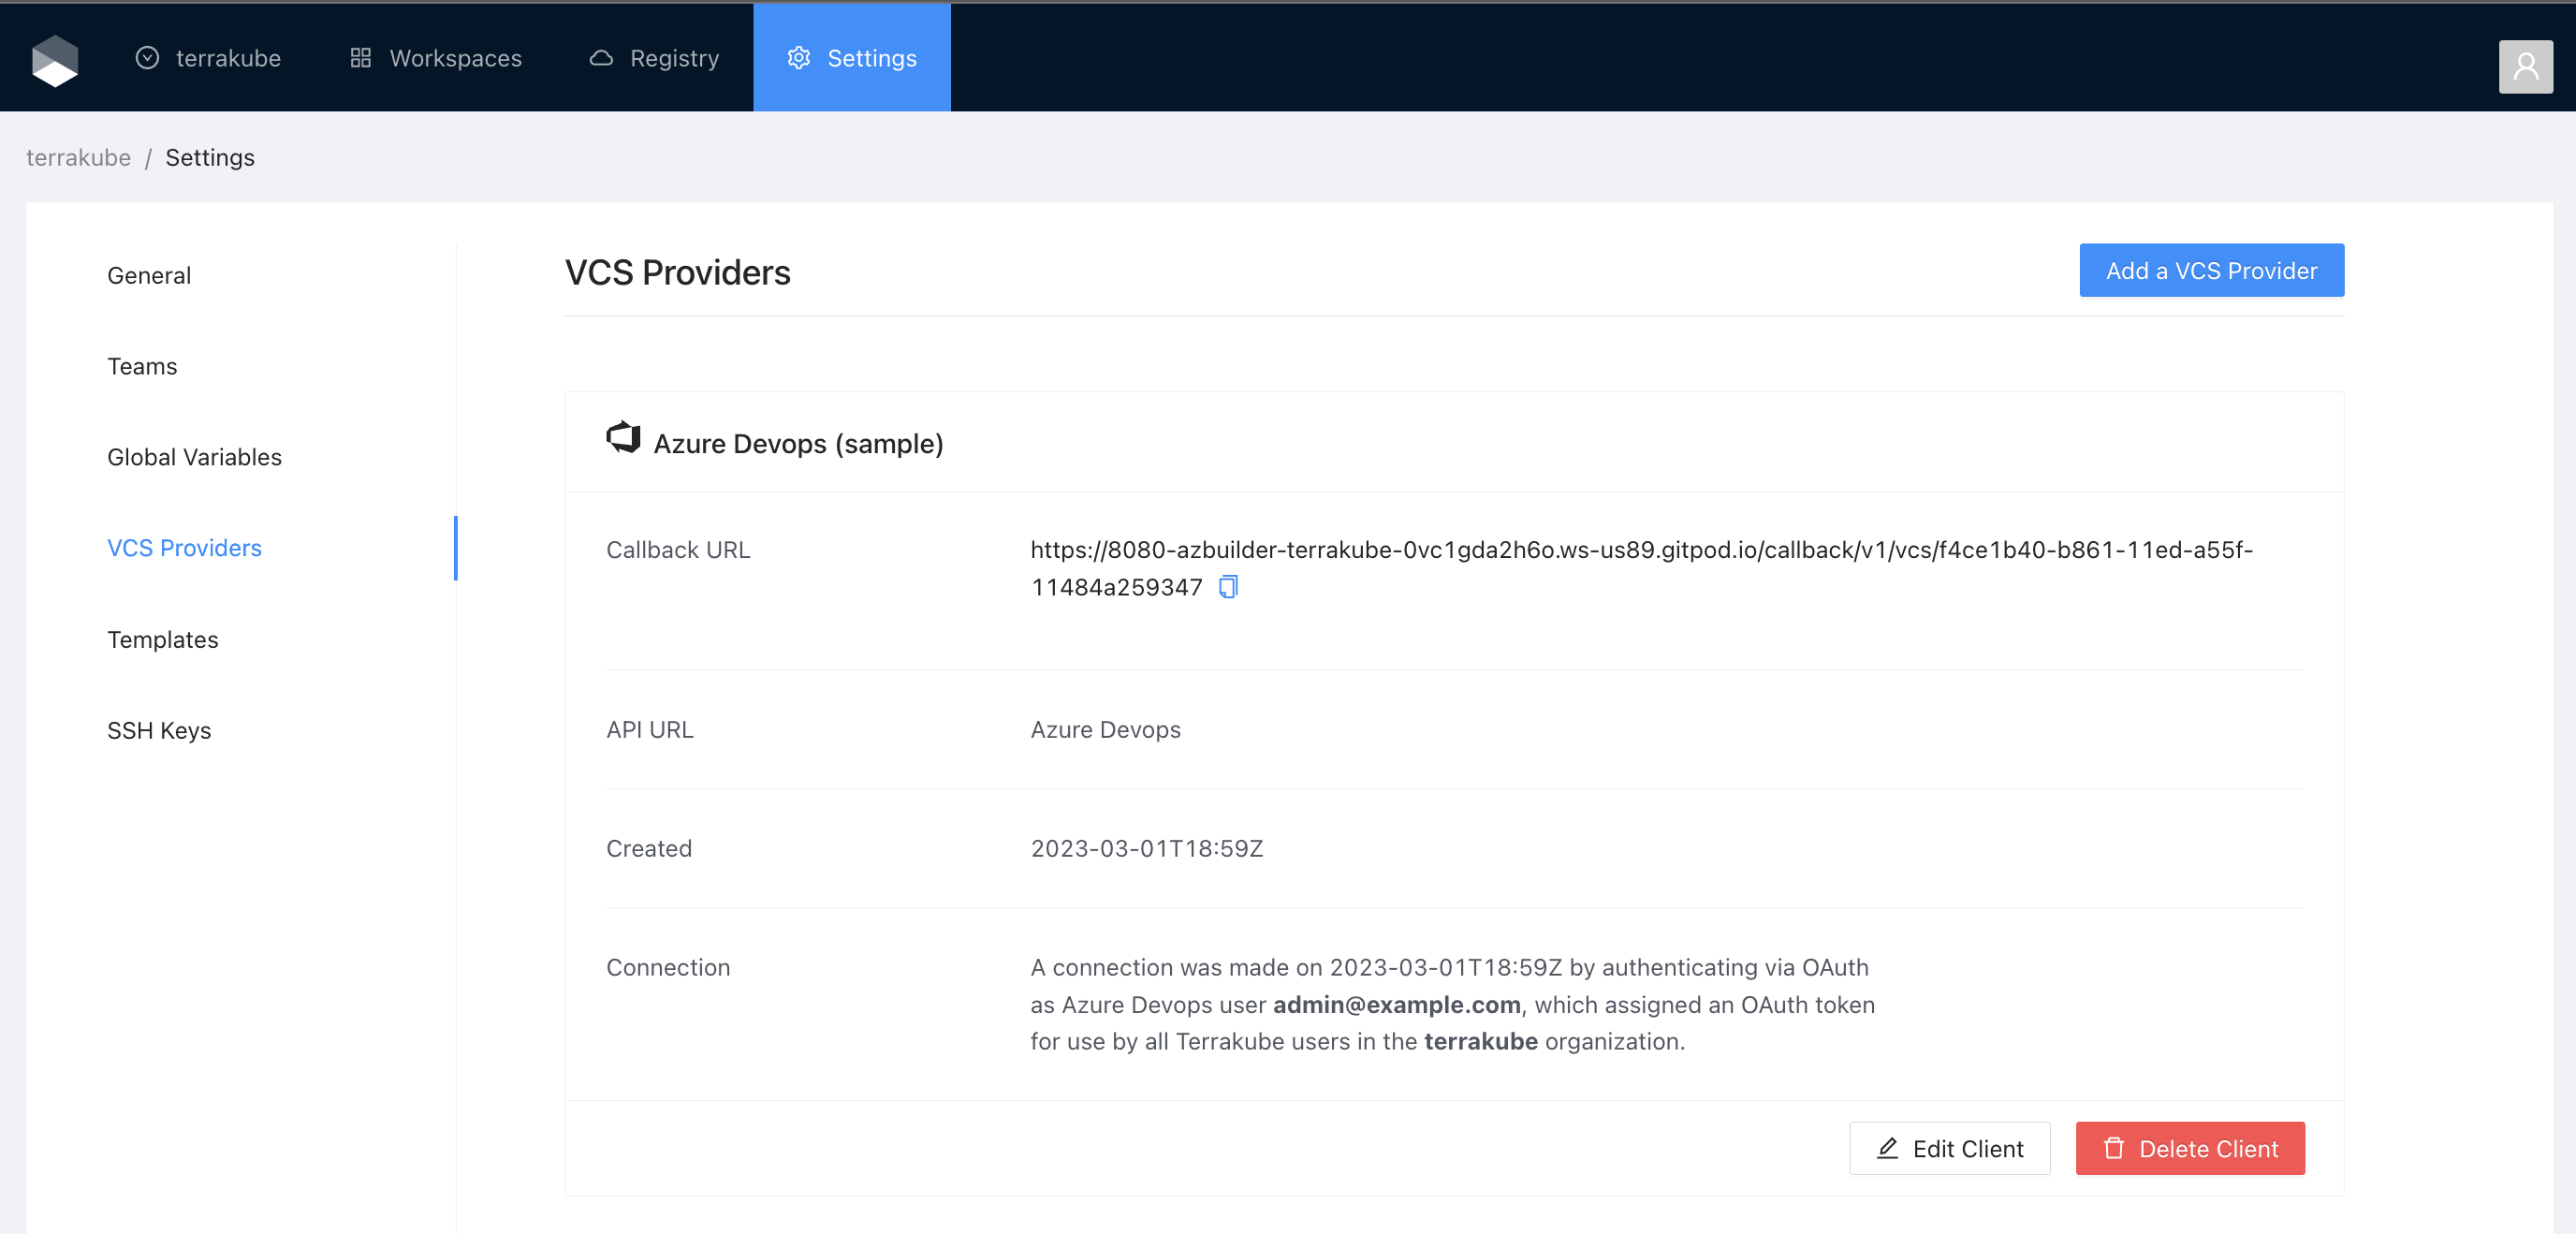 terrakube
Workspaces
Registry
Settings
terrakube / Settings
General
Teams
Global Variables
VCS Providers
Templates
SSH Keys
VCS Providers
Add a VCS Provider
Azure Devops (sample)
Callback URL
https://8080-azbuilder-terrakube-0vc1gda2h6o.ws-us89.gitpod.io/callback/v1/vcs/f4ce1b40-b861-11ed-a55f-
11484a259347
API URL
Azure Devops
Created
2023-03-01T18:59Z
Connection
A connection was made on 2023-03-01T18:59Z by authenticating via OAuth
as Azure Devops user admin@example.com, which assigned an OAuth token
for use by all Terrakube users in the terrakube organization.
Edit Client
Delete Client